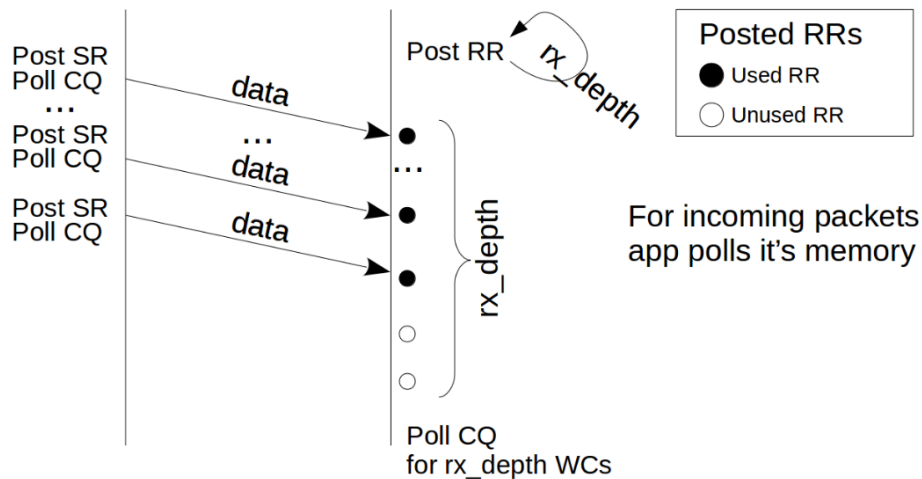 Post SR
Poll CQ
...
Post SR
Poll CQ
Post SR
Poll CQ
data
...
data
data
Post RR
rx_depth
...
rx_depth
Poll CQ
for rx_depth WCs
Posted RRs
Used RR
Unused RR
For incoming packets
app polls it's memory